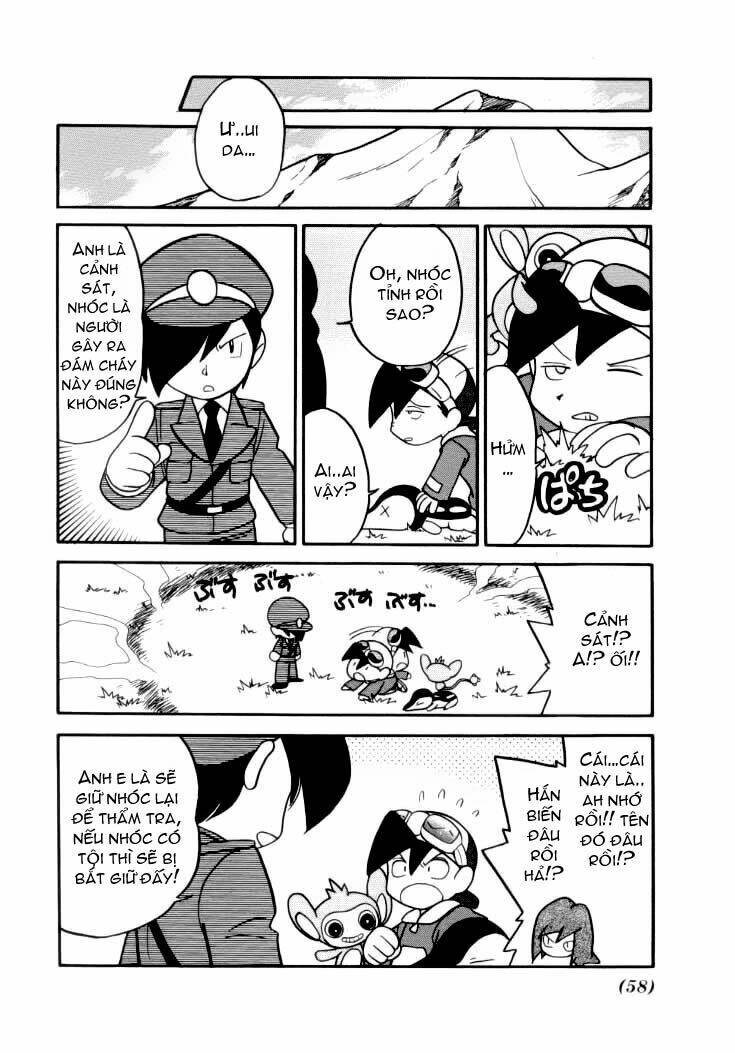 Ư..UI
DA...
HỬM
...
ぱち
OH, NHÓC
TỈNH RỒI
SAO?
AI..AI
VẬY?
ANH LÀ
CẢNH
SÁT,
NHÓC LÀ
NGƯỜI
GÂY RA
ĐÁM CHÁY
NÀY ĐÚNG
KHÔNG?
CẢNH
SÁT!?
A!? ỐI!!
ぶす ぶす
ぶす ぶす...
CÁI...CÁI
NÀY LÀ..
AH NHỚ
RỒI!! TÊN
ĐÓ ĐÂU
RỒI!?
HẮN
BIẾN
ĐÂU
RỒI
HẢ!?
ANH E LÀ SẼ
GIỮ NHÓC LẠI
ĐỂ THẨM TRA,
NẾU NHÓC CÓ
TỘI THÌ SẼ BỊ
BẮT GIỮ ĐẤY!
(58)